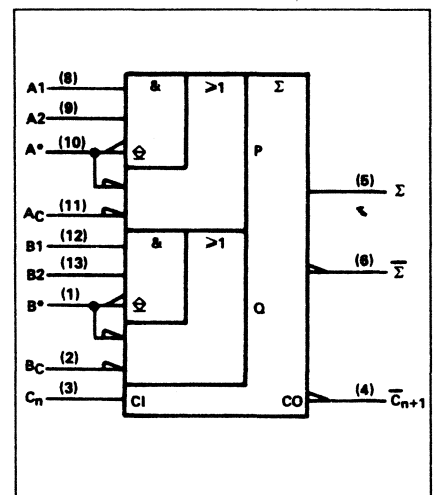 & ≥1 Σ
A1 (8)
A2 (9)
A* (10)
P
(5) Σ
AC (11)
B1 (12)
& ≥1
B2 (13)
(6) Σ̅
B* (1)
Q
BC (2)
Cn (3)
CI
CO
(4) C̅n+1